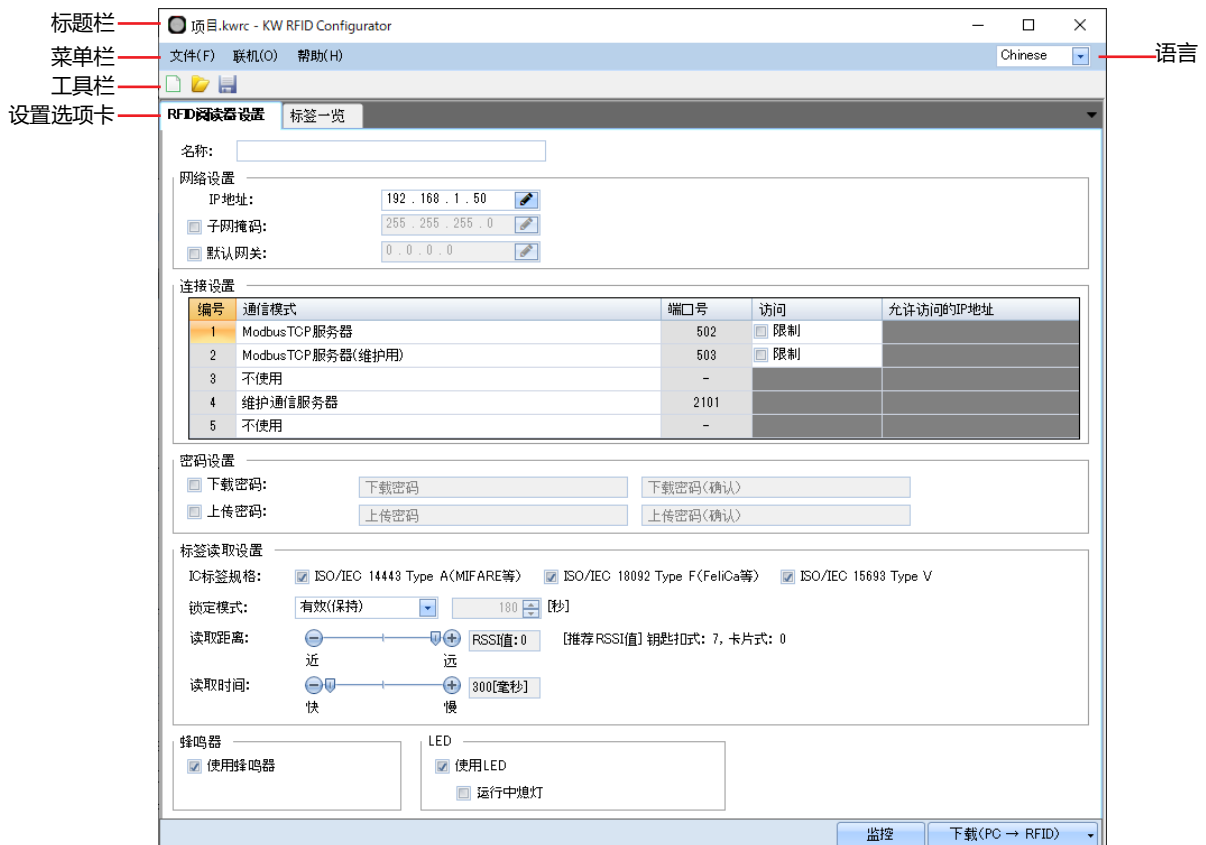 标题栏
项目.kwrc - KW RFID Configurator
菜单栏
文件(F) 联机(O) 帮助(H)
Chinese
语言
工具栏
设置选项卡
RFID阅读器设置 标签一览
名称:
网络设置
IP地址: 192 . 168 . 1 . 50
子网掩码: 255 . 255 . 255 . 0
默认网关: 0 . 0 . 0 . 0
连接设置
编号 通信模式 端口号 访问 允许访问的IP地址
1 ModbusTCP服务器 502 限制
2 ModbusTCP服务器(维护用) 503 限制
3 不使用 -
4 维护通信服务器 2101
5 不使用 -
密码设置
下载密码: 下载密码 下载密码(确认)
上传密码: 上传密码 上传密码(确认)
标签读取设置
IC标签规格: ISO/IEC 14443 Type A(MIFARE等) ISO/IEC 18092 Type F(FeliCa等) ISO/IEC 15693 Type V
锁定模式: 有效(保持) 180 [秒]
读取距离: RSSI值: 0 [推荐RSSI值] 钥匙扣式: 7, 卡片式: 0
近 远
读取时间: 300[毫秒]
快 慢
蜂鸣器 LED
使用蜂鸣器 使用LED
运行中熄灯
监控 下载(PC → RFID)